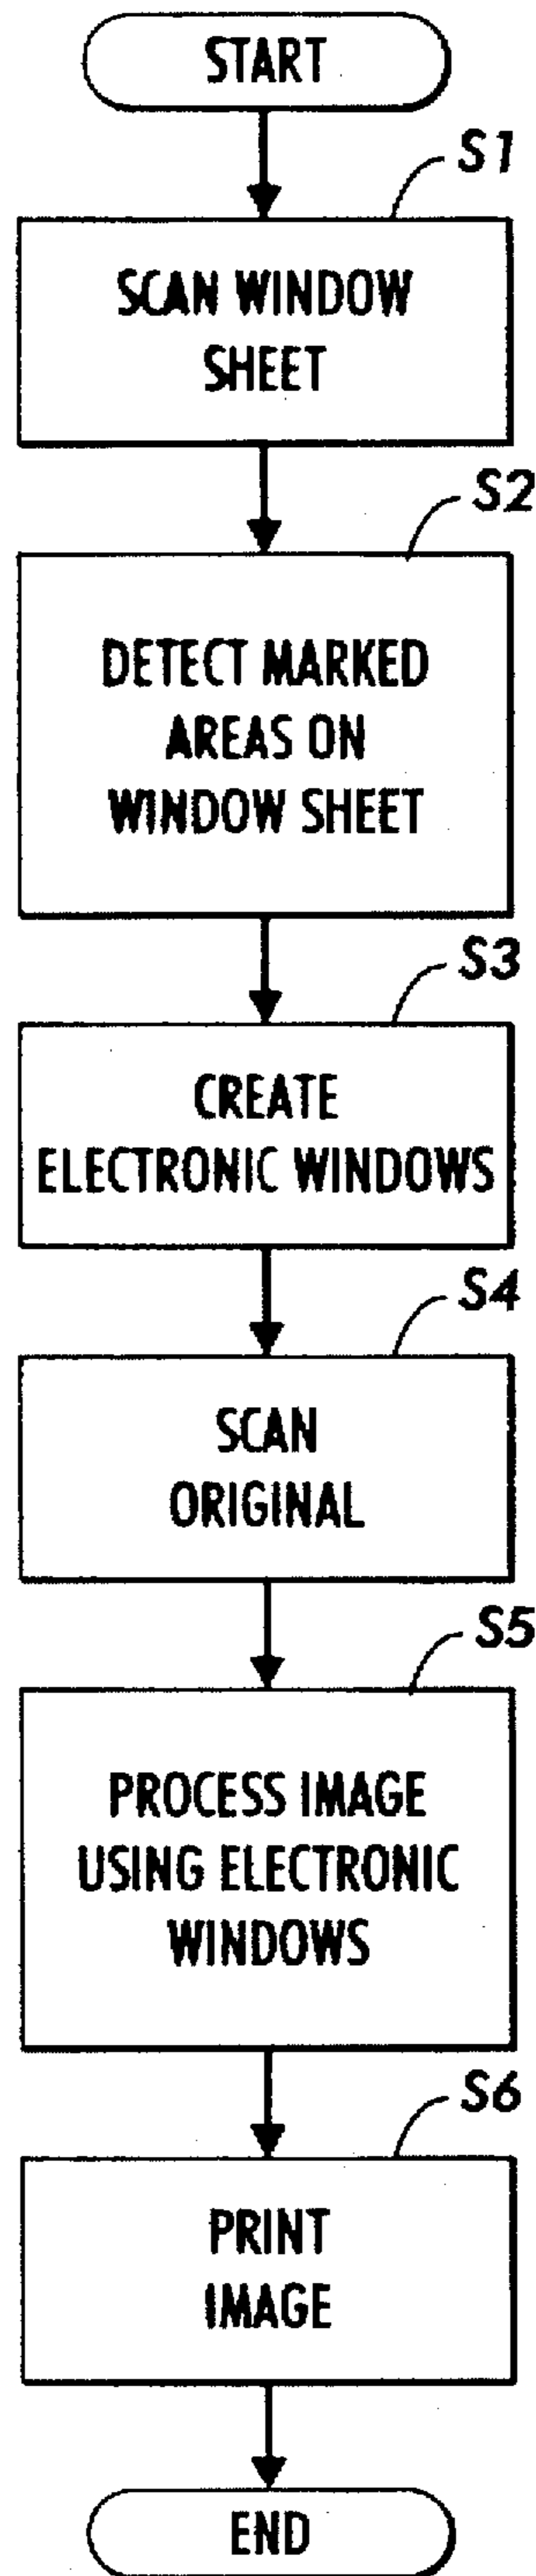 START
S1
SCAN WINDOW
SHEET
S2
DETECT MARKED
AREAS ON
WINDOW SHEET
S3
CREATE
ELECTRONIC WINDOWS
S4
SCAN
ORIGINAL
S5
PROCESS IMAGE
USING ELECTRONIC
WINDOWS
S6
PRINT
IMAGE
END